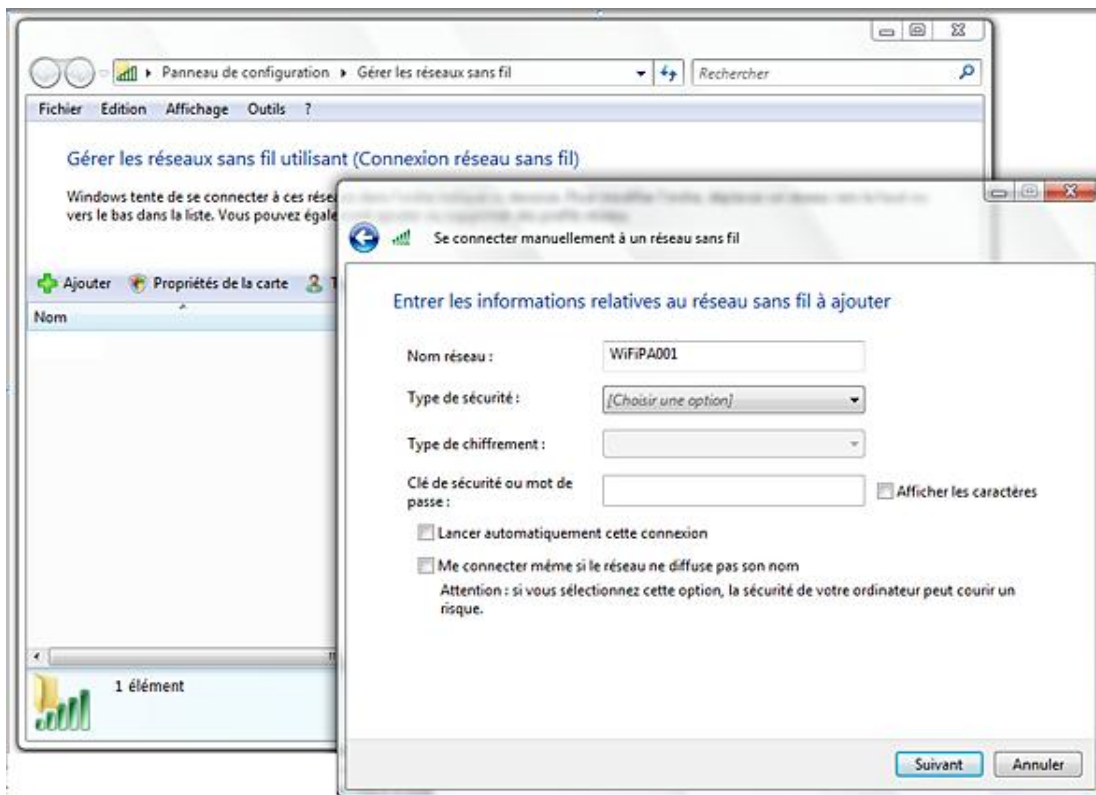 Panneau de configuration ▸ Gérer les réseaux sans fil
Rechercher
Fichier Edition Affichage Outils ?
Gérer les réseaux sans fil utilisant (Connexion réseau sans fil)
Windows tente de se connecter à ces
vers le bas dans la liste. Vous pouvez
Se connecter manuellement à un réseau sans fil
Ajouter Propriétés de la carte
Nom
Entrer les informations relatives au réseau sans fil à ajouter
Nom réseau : WiFiPA001
Type de sécurité : [Choisir une option]
Type de chiffrement :
Clé de sécurité ou mot de
passe :
Afficher les caractères
Lancer automatiquement cette connexion
Me connecter même si le réseau ne diffuse pas son nom
Attention : si vous sélectionnez cette option, la sécurité de votre ordinateur peut courir un
risque.
1 élément
Suivant Annuler